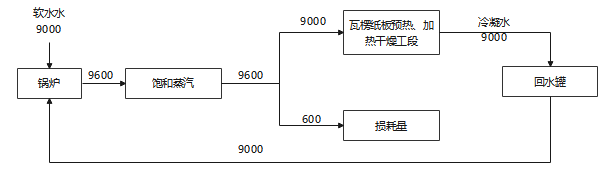 软水水
9000
锅炉
9600
饱和蒸汽
9600
9000
瓦楞纸板预热、加
热干燥工段
冷凝水
9000
回水罐
600
损耗量
9000